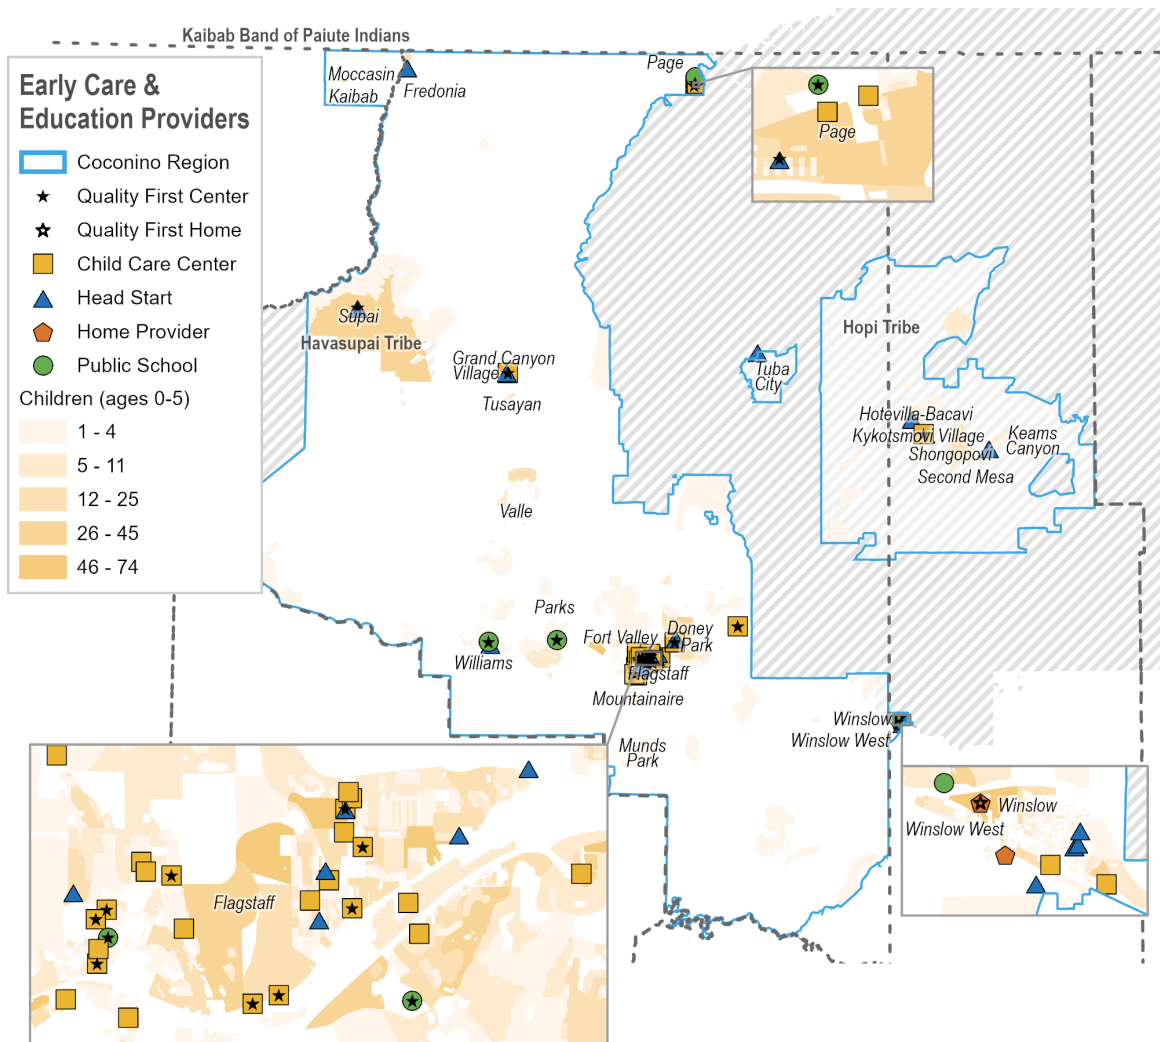 Kaibab Band of Paiute Indians
Early Care &
Education Providers
Coconino Region
Quality First Center
Quality First Home
Child Care Center
Head Start
Home Provider
Public School
Children (ages 0-5)
1 - 4
5 - 11
12 - 25
26 - 45
46 - 74
Moccasin
Kaibab
Fredonia
Page
Page
Supai
Havasupai Tribe
Grand Canyon
Village
Tusayan
Hopi Tribe
Tuba
City
Hotevilla-Bacavi
Kykotsmovi Village
Shongopovi
Second Mesa
Keams
Canyon
Valle
Parks
Williams
Fort Valley
Doney
Park
Flagstaff
Mountainaire
Munds
Park
Winslow
Winslow West
Flagstaff
Winslow
Winslow West